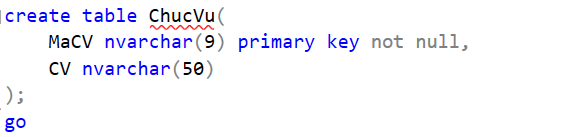 create table ChucVu(
MaCV nvarchar(9) primary key not null,
CV nvarchar(50)
);
go